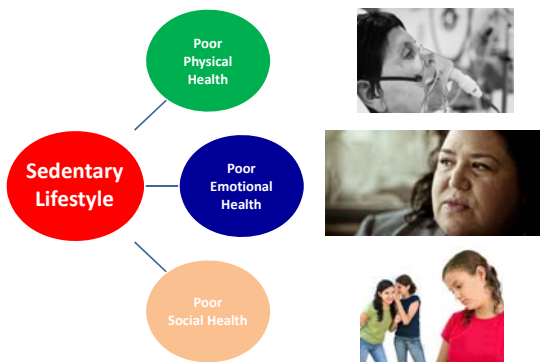 Poor
Physical
Health
Sedentary
Lifestyle
Poor
Emotional
Health
Poor
Social Health